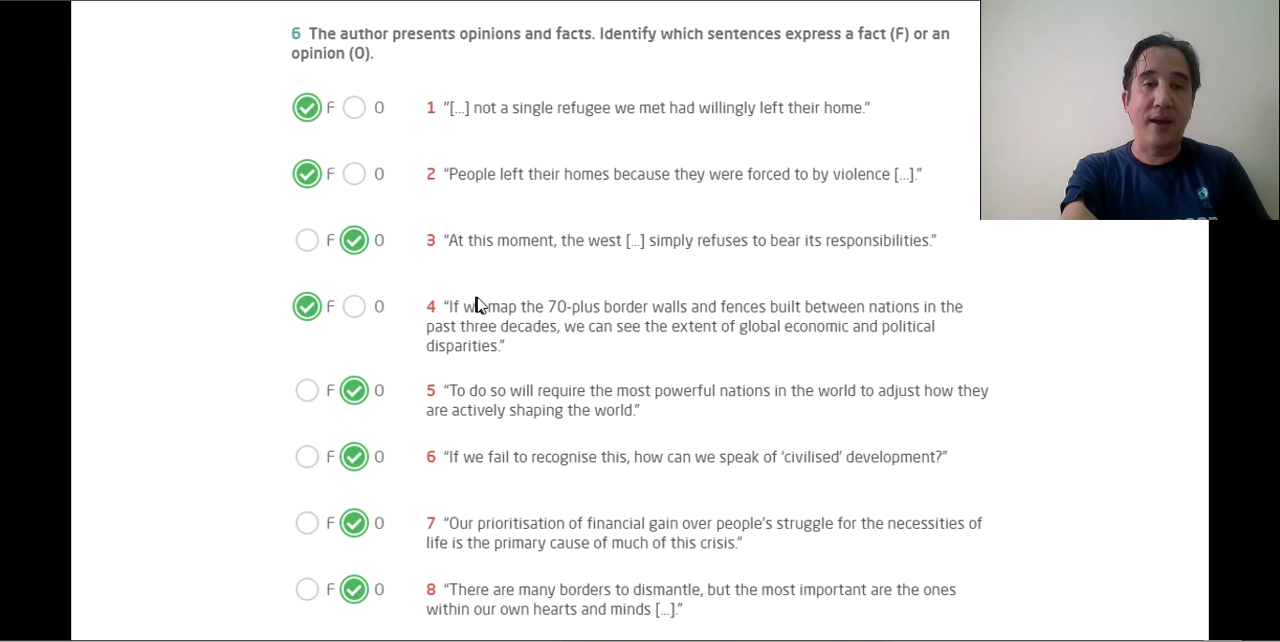 6 The author presents opinions and facts. Identify which sentences express a fact (F) or an
opinion (O).
F O 1 “[...] not a single refugee we met had willingly left their home.”
F O 2 “People left their homes because they were forced to by violence [...].”
F O 3 “At this moment, the west [...] simply refuses to bear its responsibilities.”
F O 4 “If we map the 70-plus border walls and fences built between nations in the
past three decades, we can see the extent of global economic and political
disparities.”
F O 5 “To do so will require the most powerful nations in the world to adjust how they
are actively shaping the world.”
F O 6 “If we fail to recognise this, how can we speak of ‘civilised’ development?”
F O 7 “Our prioritisation of financial gain over people’s struggle for the necessities of
life is the primary cause of much of this crisis.”
F O 8 “There are many borders to dismantle, but the most important are the ones
within our own hearts and minds [...].”